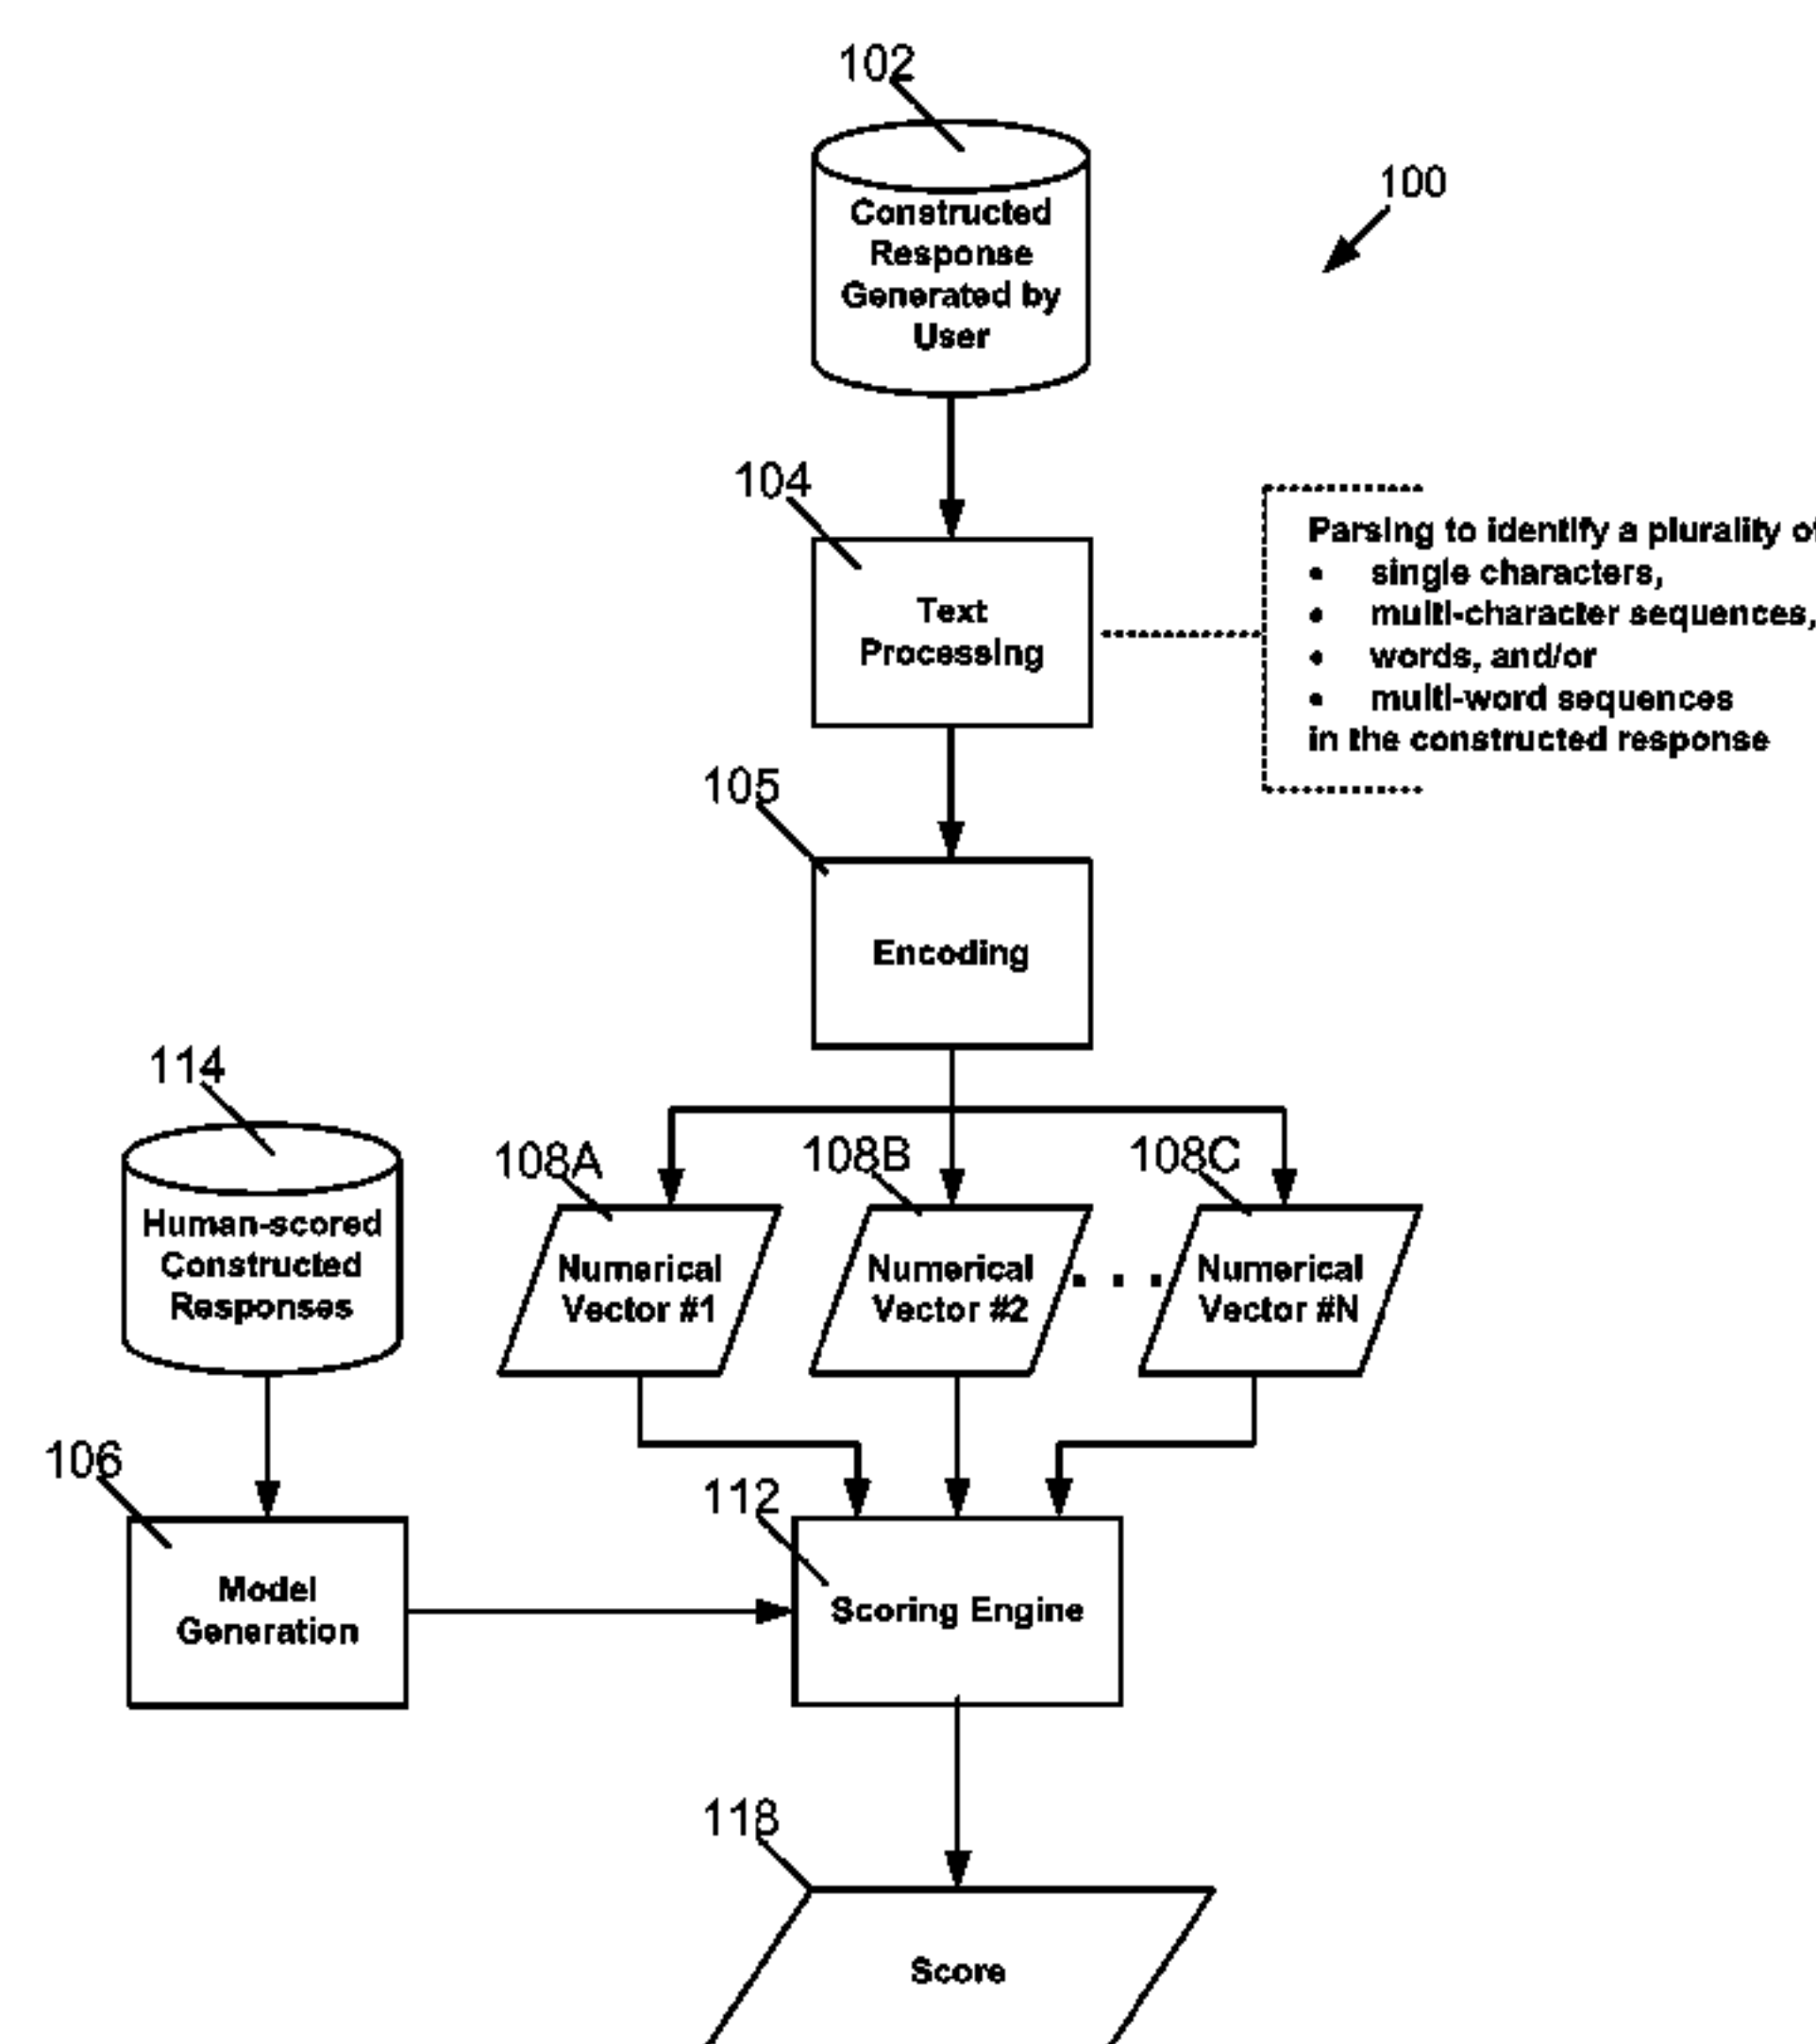 102
100
Constructed
Response
Generated by
User
104
Text
Processing
Parsing to identify a plurality of
• single characters,
• multi-character sequences,
• words, and/or
• multi-word sequences
in the constructed response
105
Encoding
114
Human-scored
Constructed
Responses
108A
108B
108C
Numerical
Vector #1
Numerical
Vector #2
. . .
Numerical
Vector #N
106
Model
Generation
112
Scoring Engine
118
Score